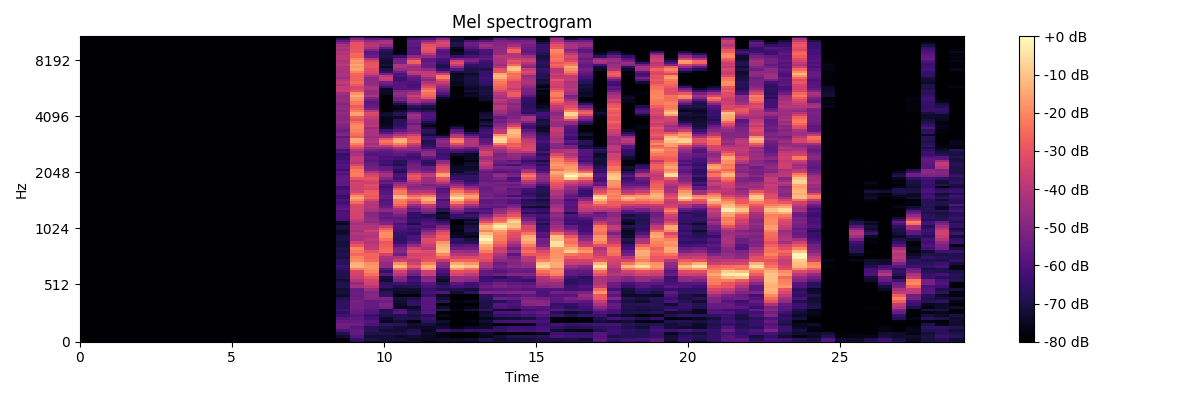 Mel spectrogram
8192
4096
2048
1024
512
0
Hz
0 5 10 15 20 25
Time
+0 dB
-10 dB
-20 dB
-30 dB
-40 dB
-50 dB
-60 dB
-70 dB
-80 dB